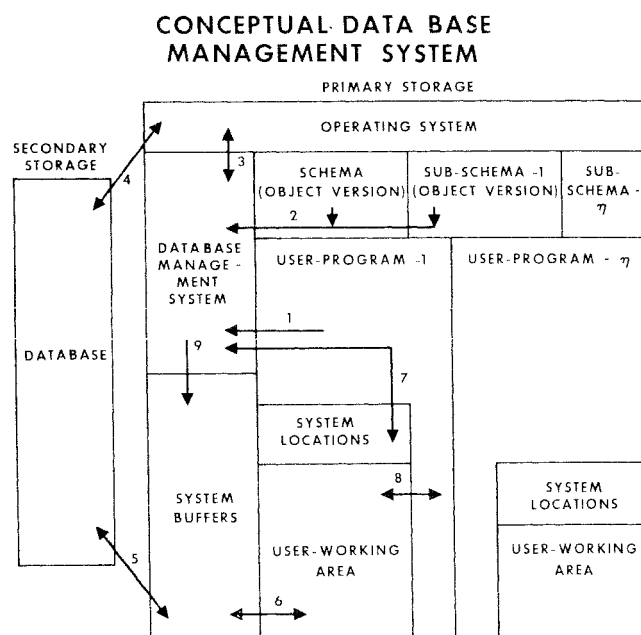 CONCEPTUAL DATA BASE
MANAGEMENT SYSTEM
PRIMARY STORAGE
OPERATING SYSTEM
SECONDARY
STORAGE
4
3
SCHEMA
(OBJECT VERSION)
SUB-SCHEMA -1
(OBJECT VERSION)
SUB-
SCHEMA -
η
2
DATABASE
MANAGE -
MENT
SYSTEM
USER-PROGRAM -1
USER-PROGRAM - η
1
9
DATABASE
7
SYSTEM
LOCATIONS
8
SYSTEM
BUFFERS
SYSTEM
LOCATIONS
5
USER-WORKING
AREA
USER-WORKING
AREA
6